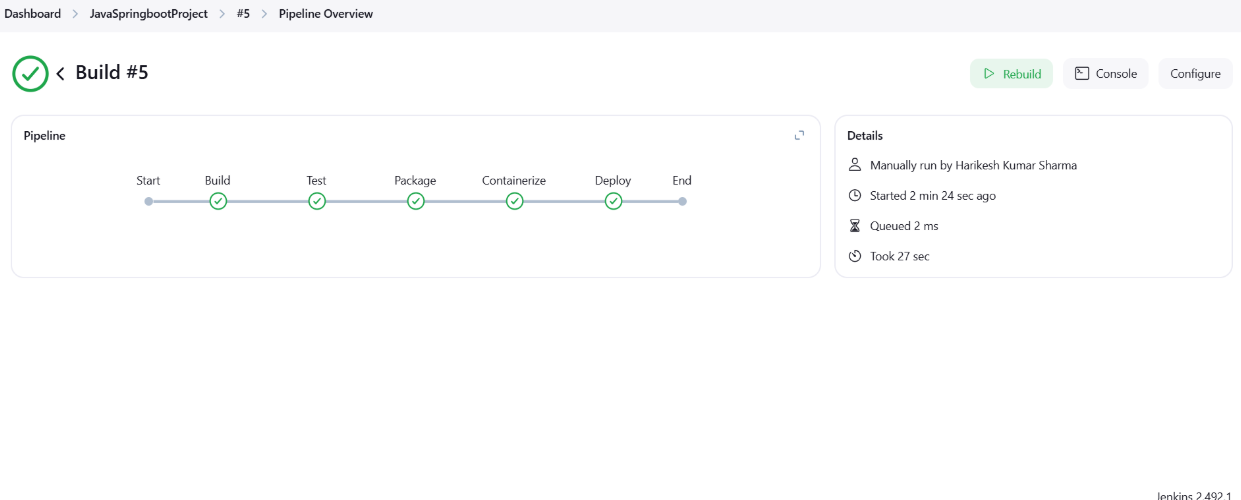 Dashboard > JavaSpringbootProject > #5 > Pipeline Overview
Build #5
Rebuild
Console
Configure
Pipeline
Start Build Test Package Containerize Deploy End
Details
Manually run by Harikesh Kumar Sharma
Started 2 min 24 sec ago
Queued 2 ms
Took 27 sec
Jenkins 2.492.1